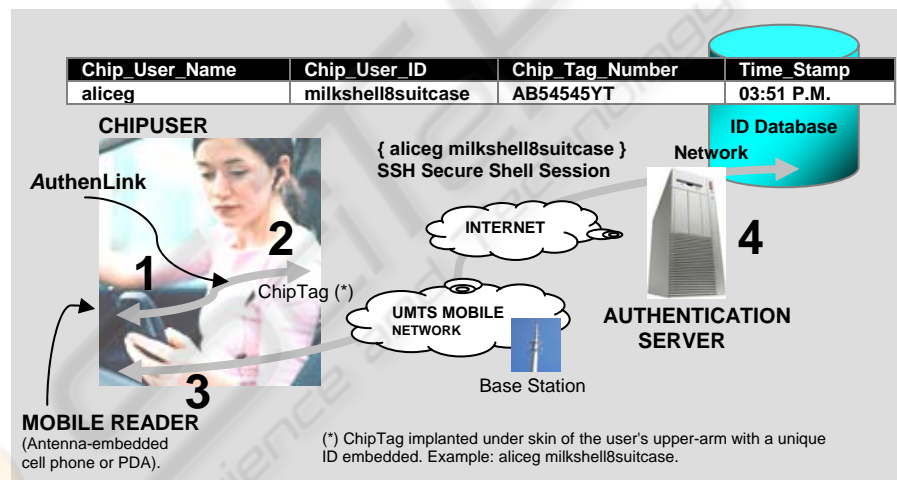 Chip_User_Name Chip_User_ID Chip_Tag_Number Time_Stamp
aliceg milkshell8suitcase AB54545YT 03:51 P.M.
CHIPUSER
ID Database
{ aliceg milkshell8suitcase }
SSH Secure Shell Session
Network
AuthenLink
INTERNET
1
2
4
ChipTag (*)
UMTS MOBILE
NETWORK
AUTHENTICATION
SERVER
Base Station
3
MOBILE READER
(Antenna-embedded
cell phone or PDA).
(*) ChipTag implanted under skin of the user's upper-arm with a unique
ID embedded. Example: aliceg milkshell8suitcase.